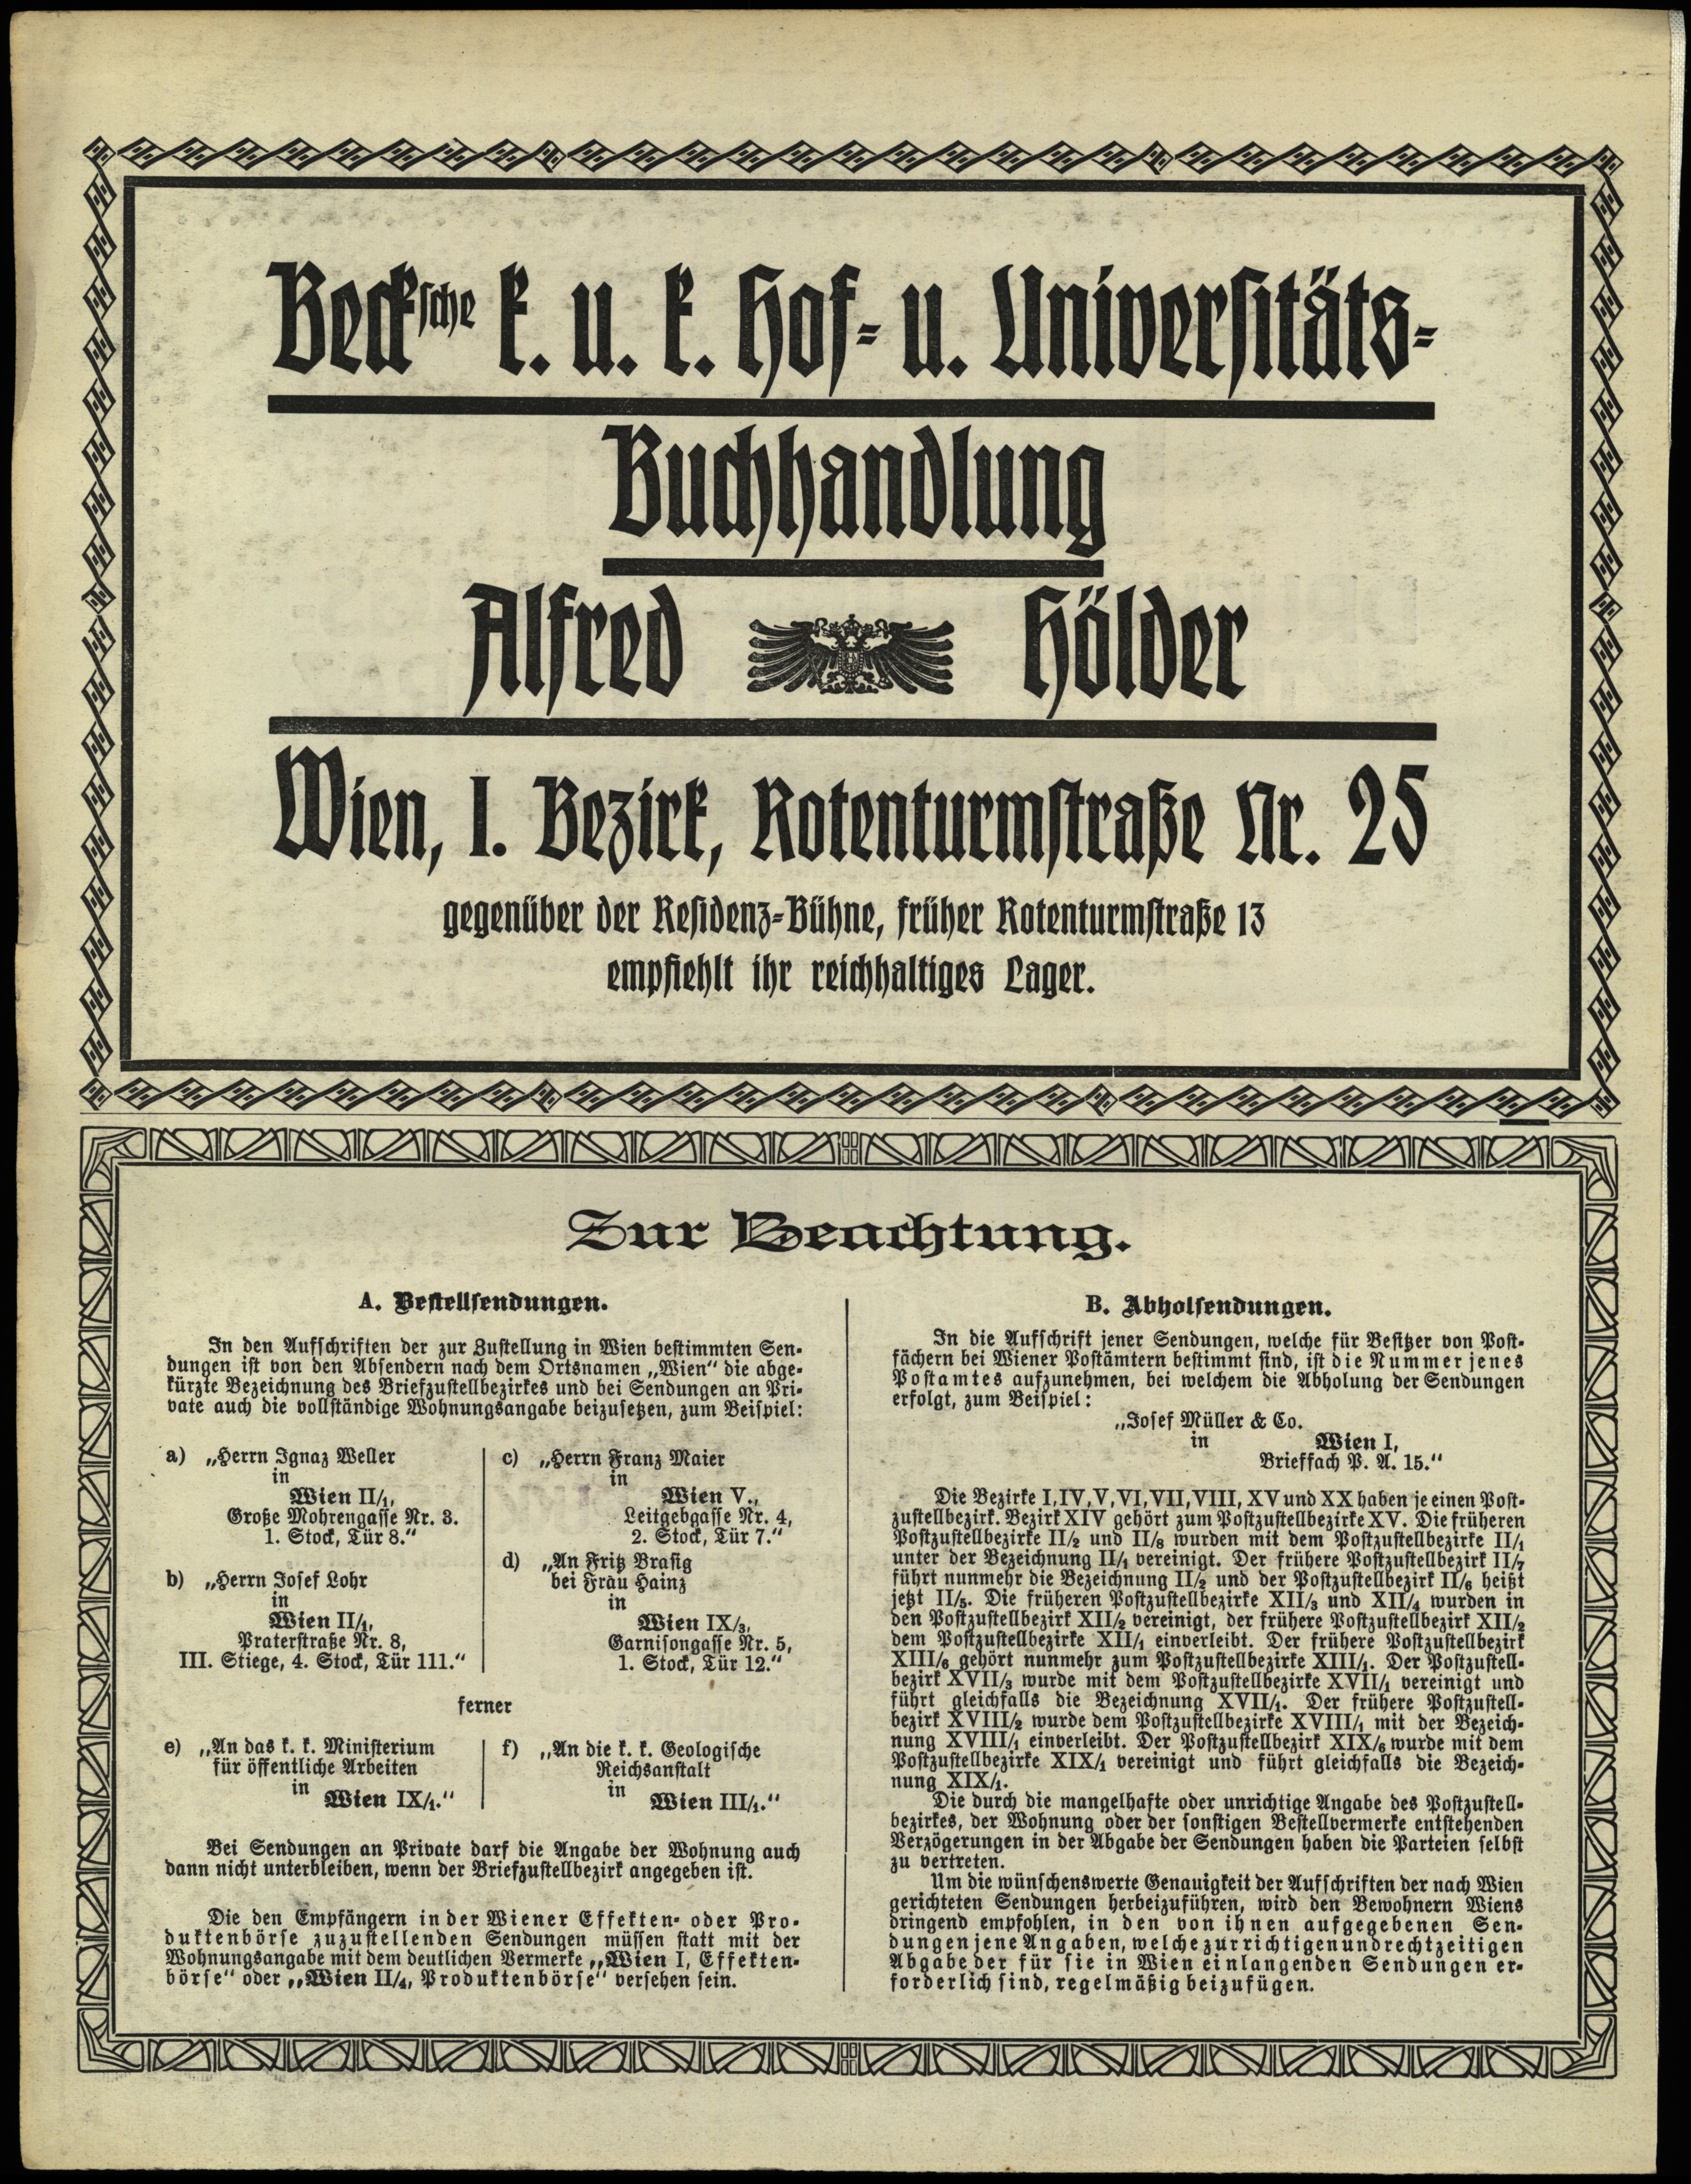 Becksche k. u. k. Hof- u. Universitäts-
Buchhandlung
Alfred Hölder
Wien, I. Bezirk, Rotenturmstraße Nr. 25
gegenüber der Residenz-Bühne, früher Rotenturmstraße 13
empfiehlt ihr reichhaltiges Lager.
Zur Beachtung.
A. Bestellsendungen.
In den Aufschriften der zur Zustellung in Wien bestimmten Sen-
dungen ist von den Absendern nach dem Ortsnamen „Wien“ die abge-
kürzte Bezeichnung des Briefzustellbezirkes und bei Sendungen an Pri-
vate auch die vollständige Wohnungsangabe beizusetzen, zum Beispiel:
a) „Herrn Ignaz Weller
in
Wien II/1,
Große Mohrengasse Nr. 3.
1. Stock, Tür 8.“
b) „Herrn Josef Lohr
in
Wien II/1,
Praterstraße Nr. 8,
III. Stiege, 4. Stock, Tür 111.“
c) „Herrn Franz Maier
in
Wien V.,
Leitgebgasse Nr. 4,
2. Stock, Tür 7.“
d) „An Fritz Brasig
bei Frau Hainz
in
Wien IX/3,
Garnisongasse Nr. 5,
1. Stock, Tür 12.“
ferner
e) „An das k. k. Ministerium
für öffentliche Arbeiten
in
Wien IX/1.“
f) „An die k. k. Geologische
Reichsanstalt
in
Wien III/1.“
Bei Sendungen an Private darf die Angabe der Wohnung auch
dann nicht unterbleiben, wenn der Briefzustellbezirk angegeben ist.
Die den Empfängern in der Wiener Effekten- oder Pro-
duktenbörse zuzustellenden Sendungen müssen statt mit der
Wohnungsangabe mit dem deutlichen Vermerke „Wien I, Effekten-
börse“ oder „Wien II/4, Produktenbörse“ versehen sein.
B. Abholsendungen.
In die Aufschrift jener Sendungen, welche für Besitzer von Post-
fächern bei Wiener Postämtern bestimmt sind, ist die Nummer jenes
Postamtes aufzunehmen, bei welchem die Abholung der Sendungen
erfolgt, zum Beispiel:
„Josef Müller & Co.
in Wien I,
Brieffach P. A. 15.“
Die Bezirke I, IV, V, VI, VII, VIII, XV und XX haben je einen Post-
zustellbezirk. Bezirk XIV gehört zum Postzustellbezirke XV. Die früheren
Postzustellbezirke II/2 und II/8 wurden mit dem Postzustellbezirke II/1
unter der Bezeichnung II/1 vereinigt. Der frühere Postzustellbezirk II/7
führt nunmehr die Bezeichnung II/2 und der Postzustellbezirk II/6 heißt
jetzt II/5. Die früheren Postzustellbezirke XII/3 und XII/4 wurden in
den Postzustellbezirk XII/2 vereinigt, der frühere Postzustellbezirk XII/2
dem Postzustellbezirke XII/1 einverleibt. Der frühere Postzustellbezirk
XIII/6 gehört nunmehr zum Postzustellbezirke XIII/1. Der Postzustell-
bezirk XVII/3 wurde mit dem Postzustellbezirke XVII/1 vereinigt und
führt gleichfalls die Bezeichnung XVII/1. Der frühere Postzustell-
bezirk XVIII/2 wurde dem Postzustellbezirke XVIII/1 mit der Bezeich-
nung XVIII/1 einverleibt. Der Postzustellbezirk XIX/6 wurde mit dem
Postzustellbezirke XIX/1 vereinigt und führt gleichfalls die Bezeich-
nung XIX/1.
Die durch die mangelhafte oder unrichtige Angabe des Postzustell-
bezirkes, der Wohnung oder der sonstigen Bestellvermerke entstehenden
Verzögerungen in der Abgabe der Sendungen haben die Parteien selbst
zu vertreten.
Um die wünschenswerte Genauigkeit der Aufschriften der nach Wien
gerichteten Sendungen herbeizuführen, wird den Bewohnern Wiens
dringend empfohlen, in den von ihnen aufgegebenen Sen-
dungen jene Angaben, welche zur richtigen und rechtzeitigen
Abgabe der für sie in Wien einlangenden Sendungen er-
forderlich sind, regelmäßig beizufügen.